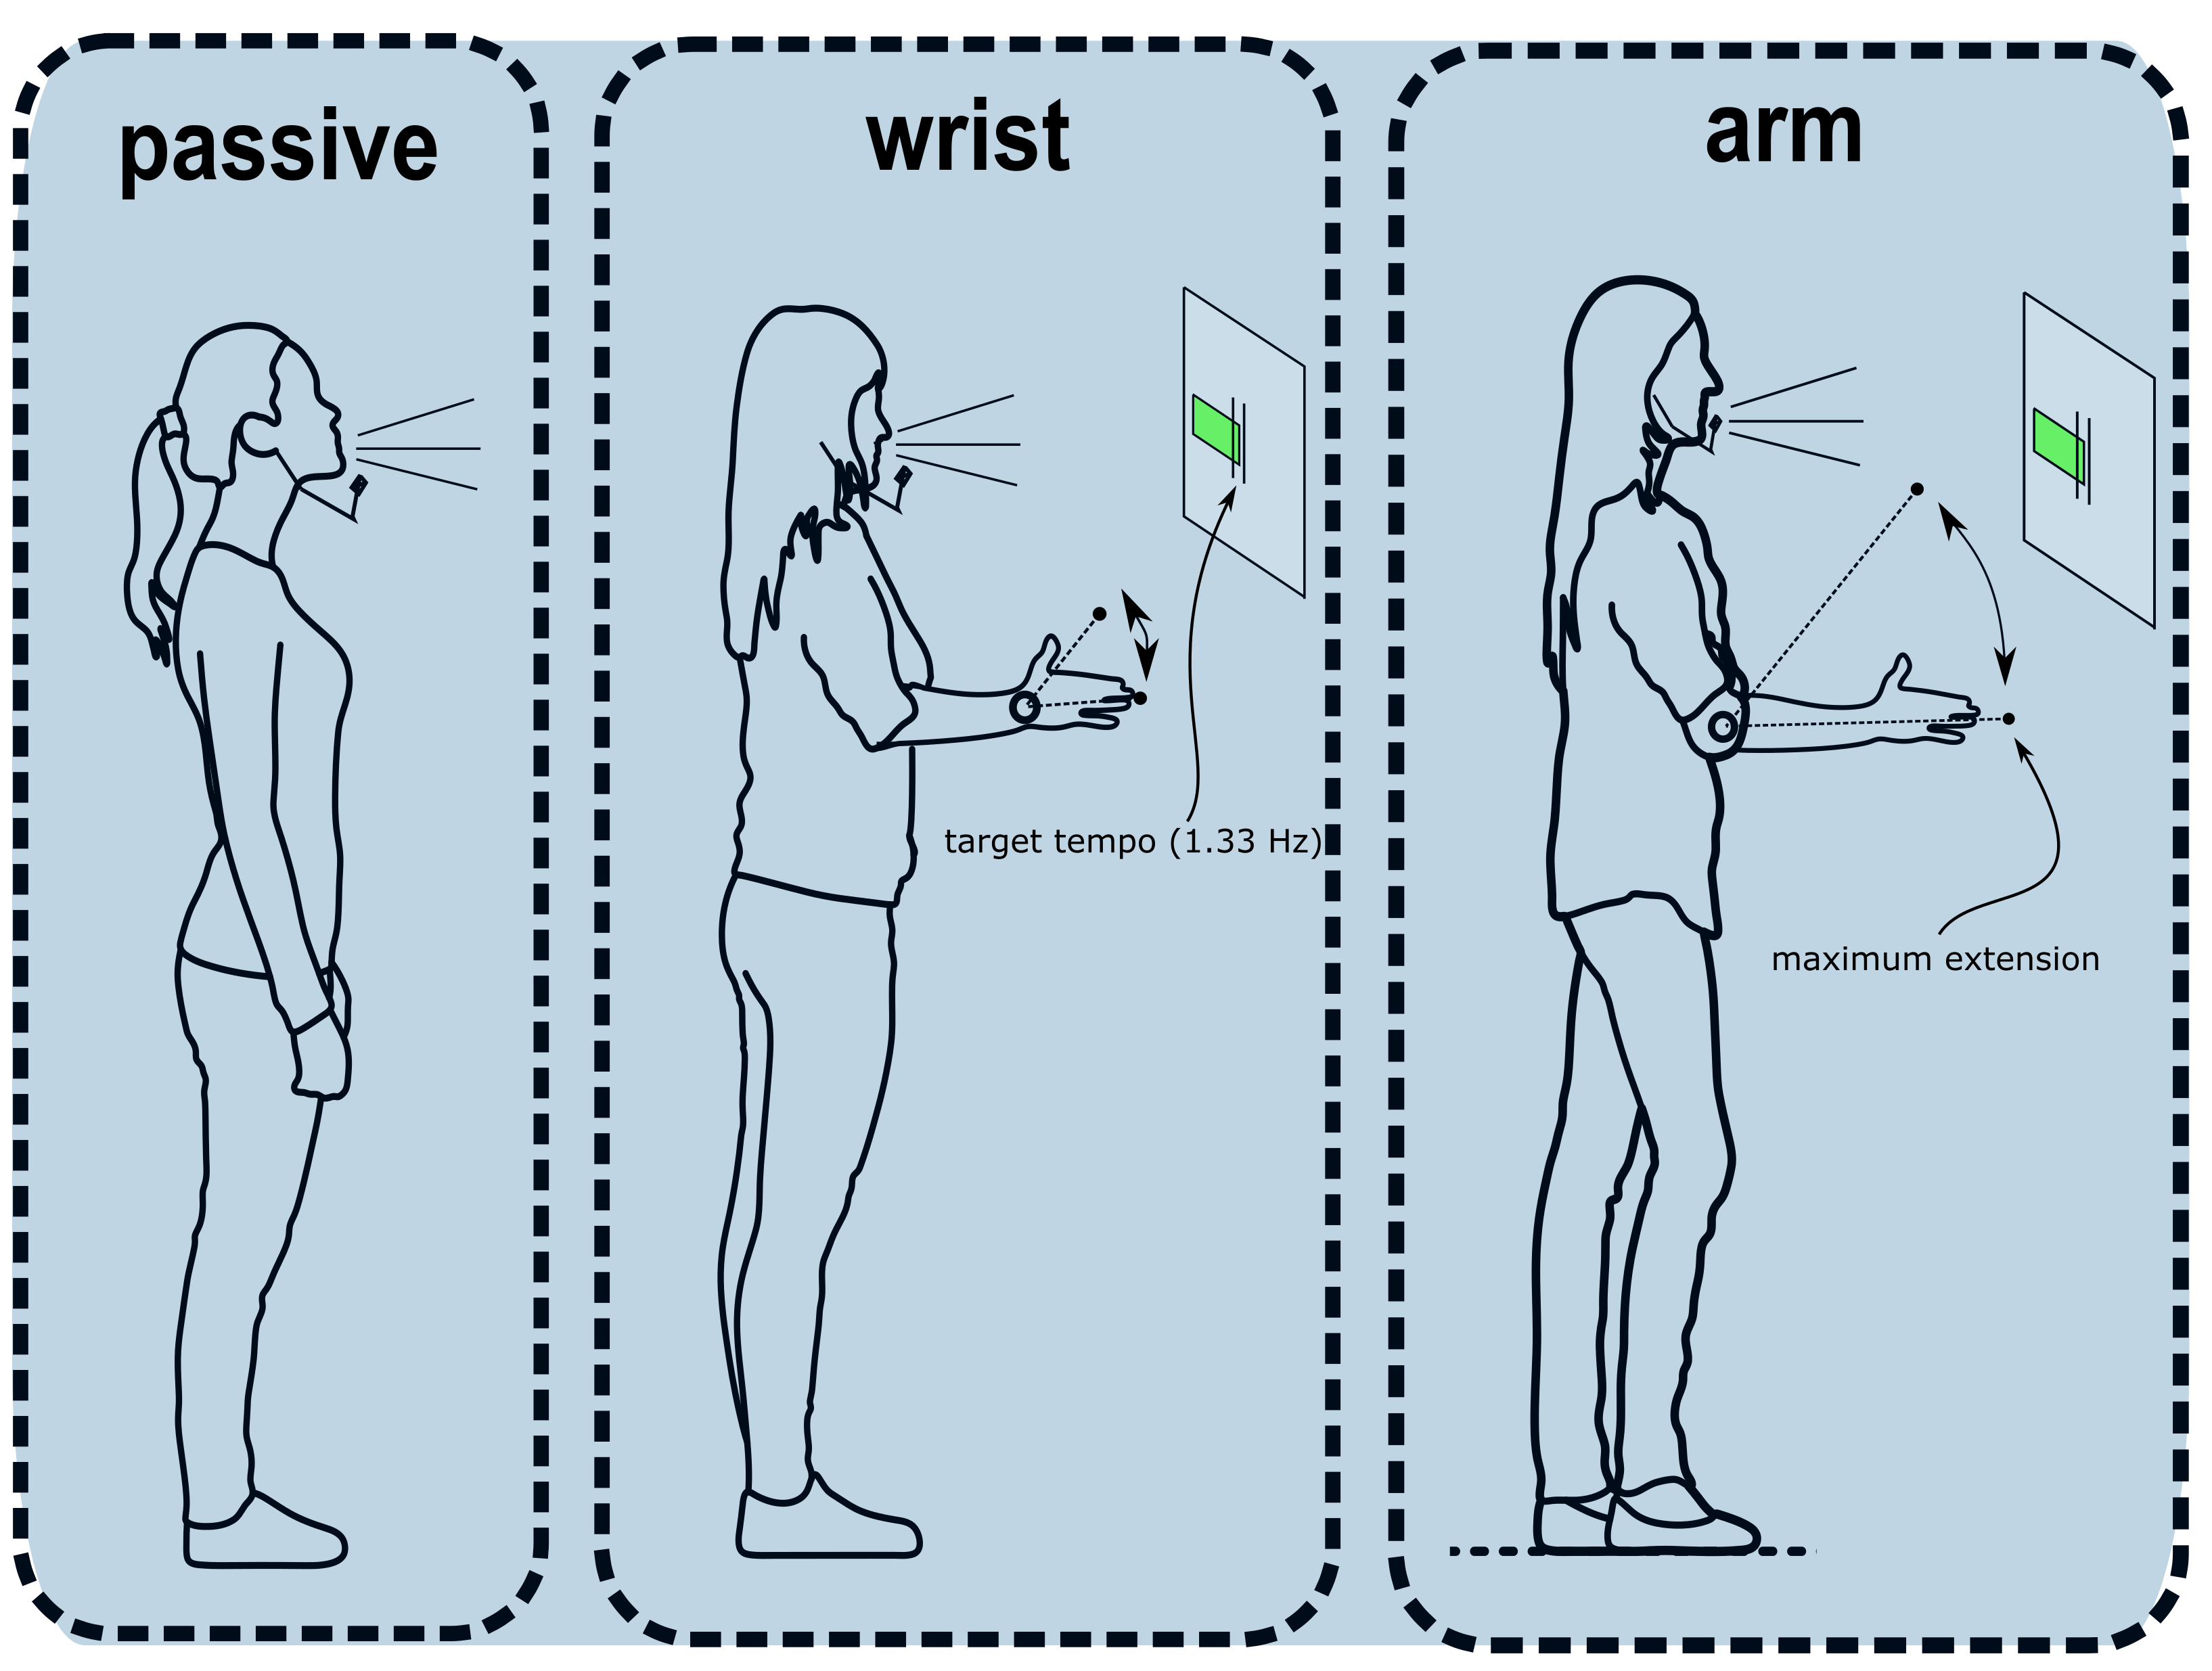 passive
wrist
arm
target tempo (1.33 Hz)
maximum extension